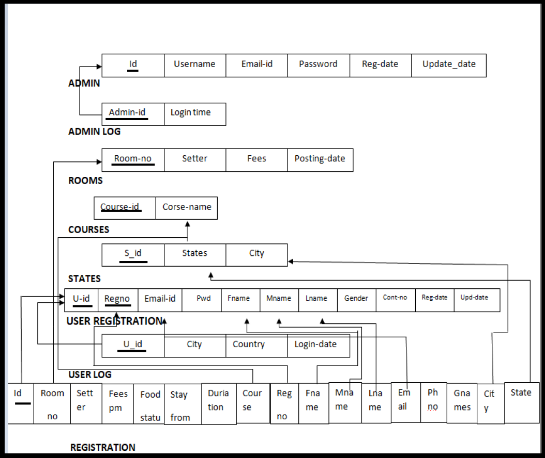 Id Username Email-id Password Reg-date Update_date
ADMIN
Admin-id Login time
ADMIN LOG
Room-no Setter Fees Posting-date
ROOMS
Course-id Corse-name
COURSES
S_id States City
STATES
U-id Regno Email-id Pwd Fname Mname Lname Gender Cont-no Reg-date Upd-date
USER REGISTRATION
U_id City Country Login-date
USER LOG
Id Room Sett Fees Food Stay Duria Cour Reg Fna Mna Lna Em Ph Gna Cit State
no er pm statu from tion se no me me me ail no mes y
REGISTRATION